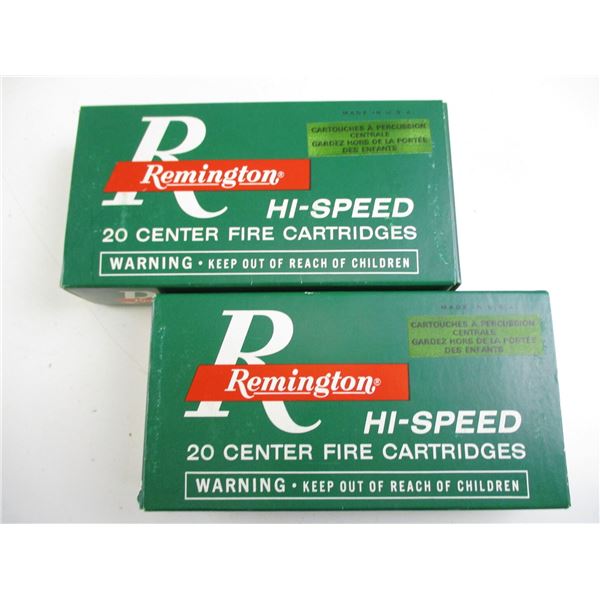 MADE IN U.S.A.
CARTOUCHES A PERCUSSION
CENTRALE
GARDEZ HORS DE LA PORTÉE
DES ENFANTS
R
Remington®
HI-SPEED
20 CENTER FIRE CARTRIDGES
WARNING • KEEP OUT OF REACH OF CHILDREN
MADE IN U.S.A.
CARTOUCHES A PERCUSSION
CENTRALE
GARDEZ HORS DE LA PORTÉE
DES ENFANTS
R
Remington®
HI-SPEED
20 CENTER FIRE CARTRIDGES
WARNING • KEEP OUT OF REACH OF CHILDREN